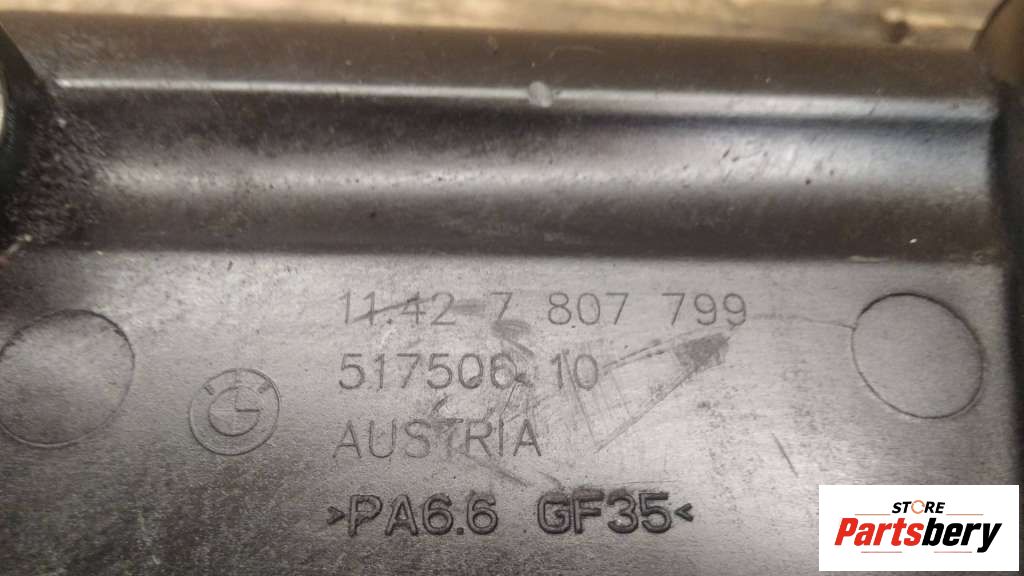 11.42 7 807 799
517506 10
AUSTRIA
>PA6.6 GF35<
STORE
Partsbery